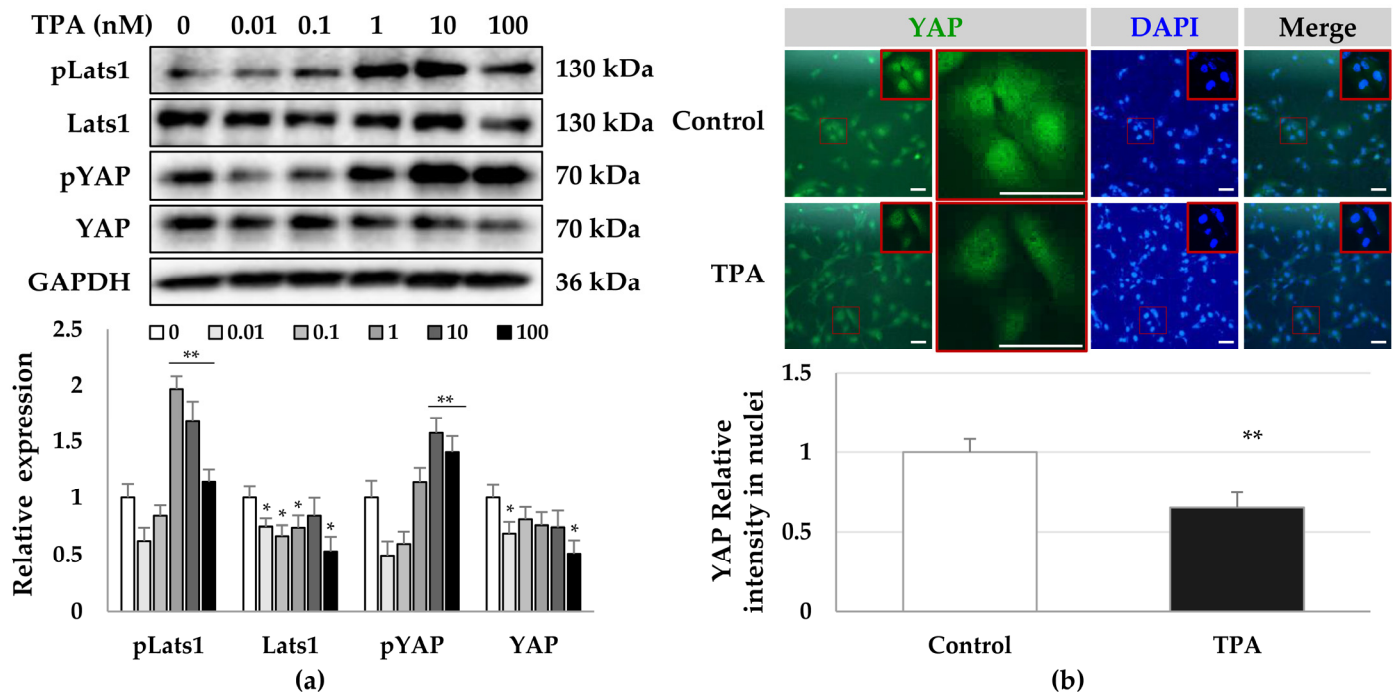 TPA (nM) 0 0.01 0.1 1 10 100
pLats1 130 kDa
Lats1 130 kDa
pYAP 70 kDa
YAP 70 kDa
GAPDH 36 kDa
0 0.01 0.1 1 10 100
Relative expression
2.5
2
1.5
1
0.5
0
**
* * * *
**
* *
pLats1 Lats1 pYAP YAP
(a)
YAP DAPI Merge
Control
TPA
YAP Relative
intensity in nuclei
1.5
1
0.5
0
**
Control TPA
(b)